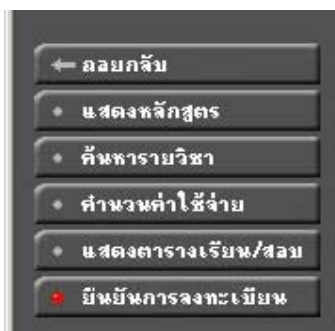 ถอยกลับ
แสดงหลักสูตร
ค้นหารายวิชา
คำนวนค่าใช้จ่าย
แสดงตารางเรียน/สอบ
ยืนยันการลงทะเบียน